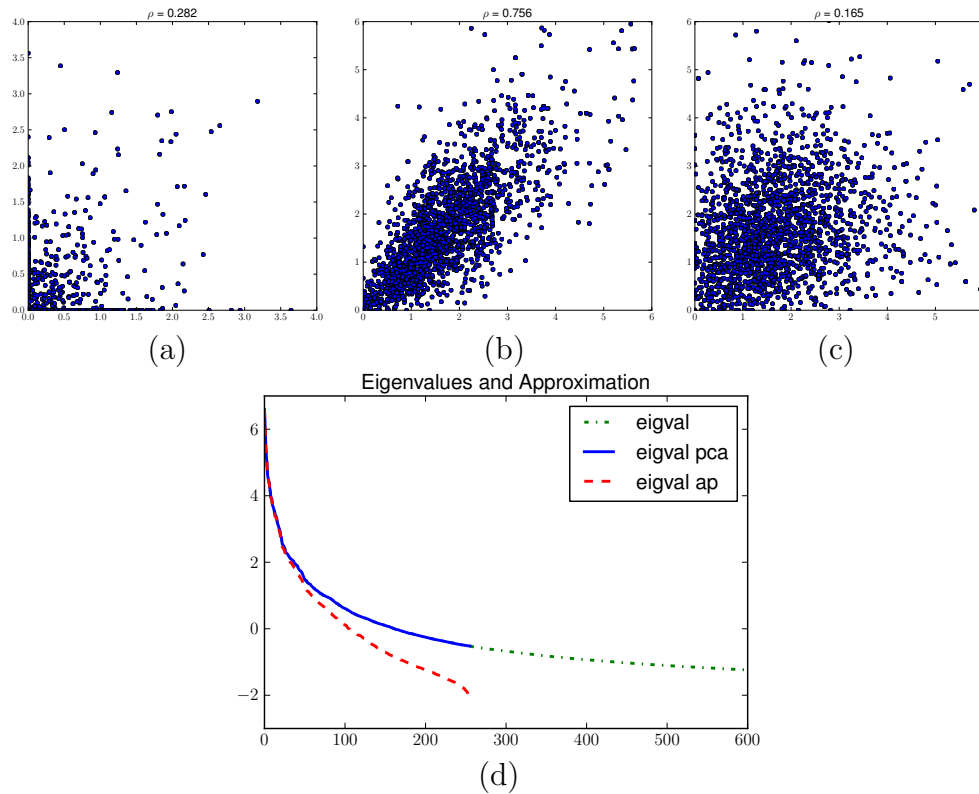 ρ = 0.282
ρ = 0.756
ρ = 0.165
4.0
3.5
3.0
2.5
2.0
1.5
1.0
0.5
0.0
0.0 0.5 1.0 1.5 2.0 2.5 3.0 3.5 4.0
6
5
4
3
2
1
0
0 1 2 3 4 5 6
6
5
4
3
2
1
0
0 1 2 3 4 5
(a)
(b)
(c)
Eigenvalues and Approximation
eigval
eigval pca
eigval ap
6
4
2
0
−2
0 100 200 300 400 500 600
(d)